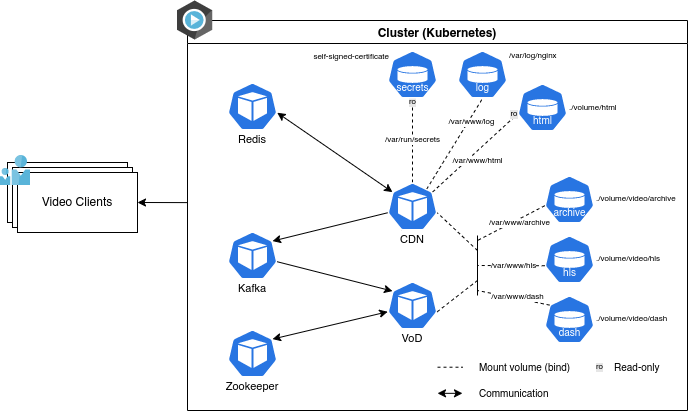 Cluster (Kubernetes)
self-signed-certificate
/var/log/nginx
secrets
log
ro
ro
html
./volume/html
/var/www/log
Redis
/var/run/secrets
/var/www/html
Video Clients
archive
./volume/video/archive
/var/www/archive
CDN
/var/www/hls
hls
./volume/video/hls
Kafka
/var/www/dash
dash
./volume/video/dash
VoD
Zookeeper
Mount volume (bind)
ro
Read-only
Communication